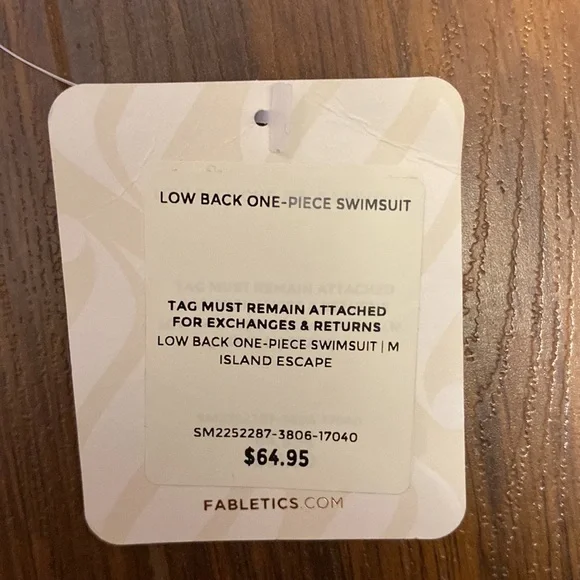 LOW BACK ONE-PIECE SWIMSUIT
TAG MUST REMAIN ATTACHED
FOR EXCHANGES & RETURNS
LOW BACK ONE-PIECE SWIMSUIT | M
ISLAND ESCAPE
SM2252287-3806-17040
$64.95
FABLETICS.COM